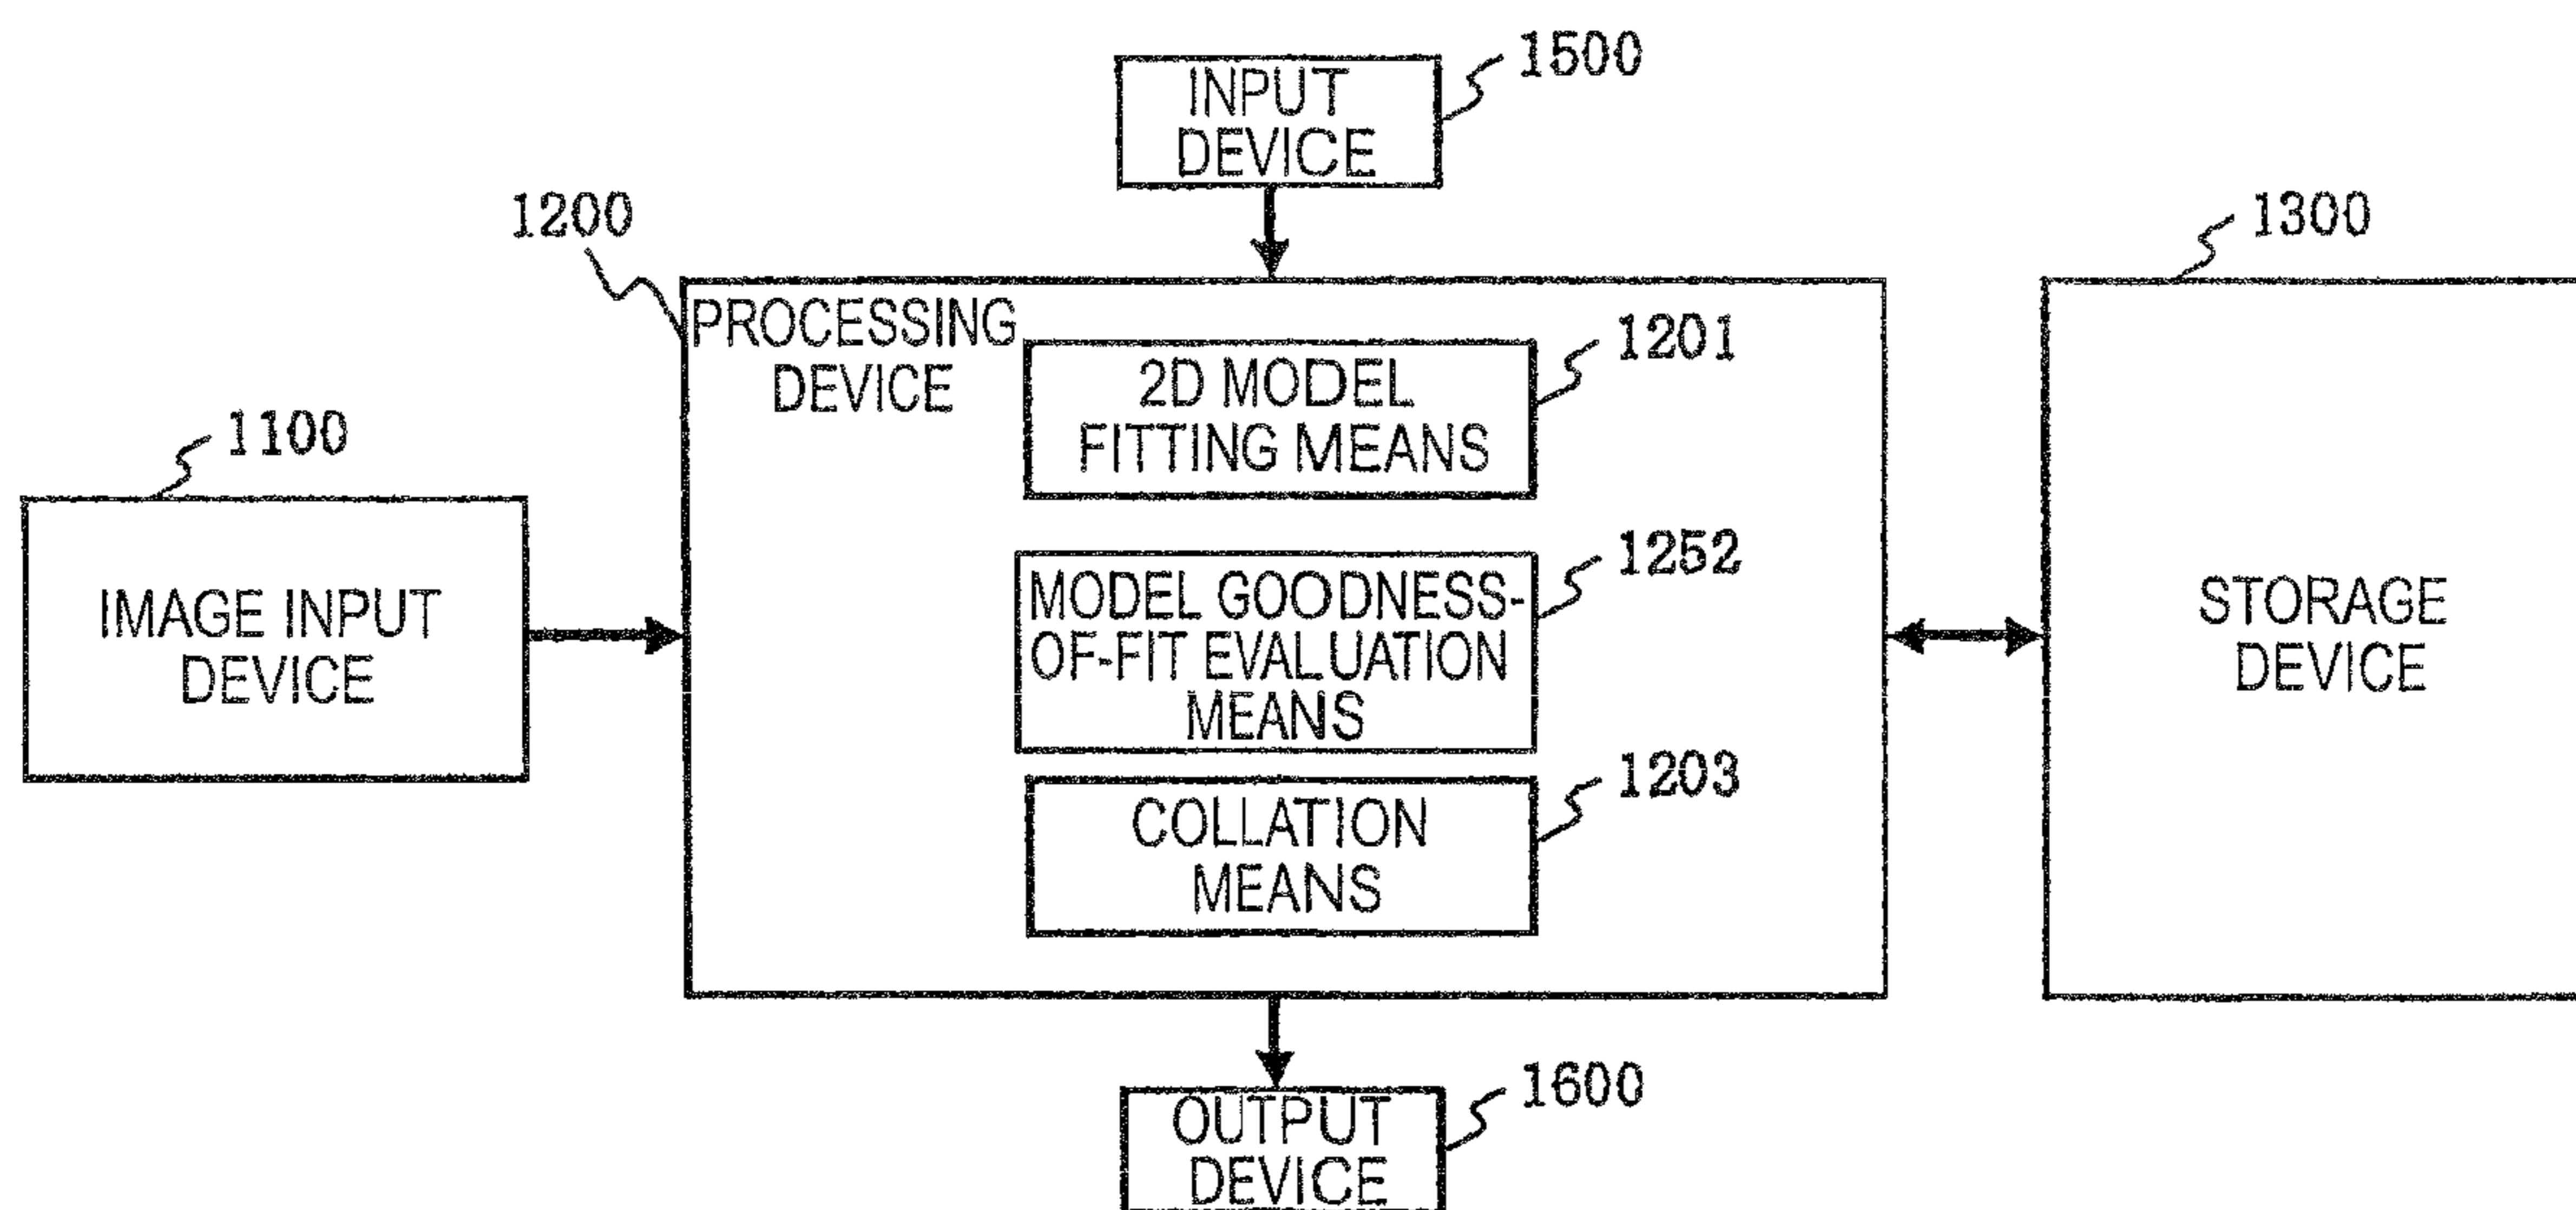 1500
INPUT
DEVICE
1200
1300
PROCESSING
DEVICE
1201
2D MODEL
FITTING MEANS
1100
IMAGE INPUT
DEVICE
1252
MODEL GOODNESS-
OF-FIT EVALUATION
MEANS
STORAGE
DEVICE
1203
COLLATION
MEANS
1600
OUTPUT
DEVICE